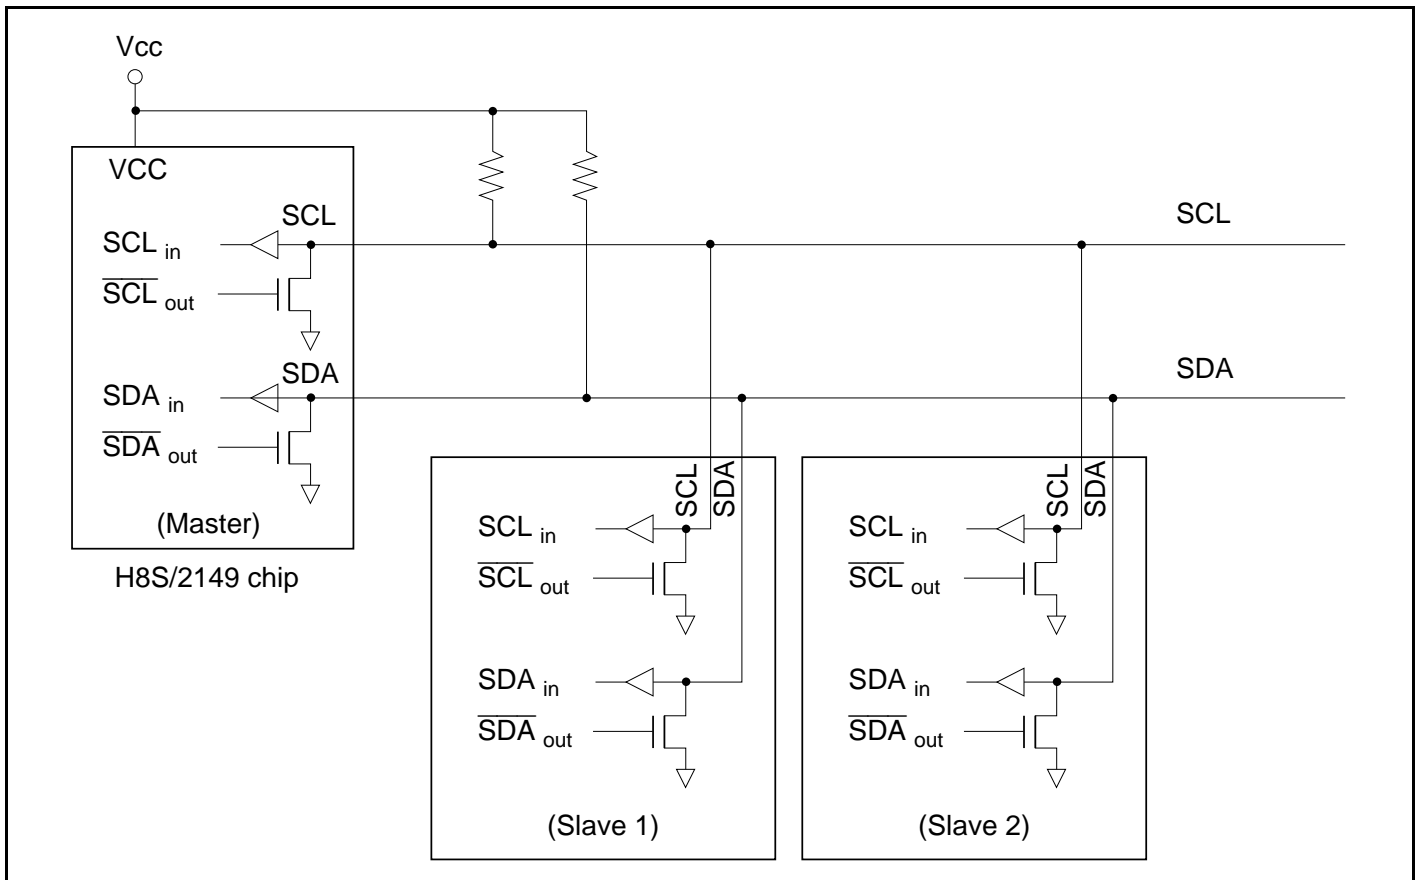 Vcc
VCC
SCL
SCL in
SCL out
SDA
SDA in
SDA out
(Master)
H8S/2149 chip
SCL
SDA
SCL
SDA
SCL in
SCL out
SDA in
SDA out
(Slave 1)
SCL
SDA
SCL in
SCL out
SDA in
SDA out
(Slave 2)